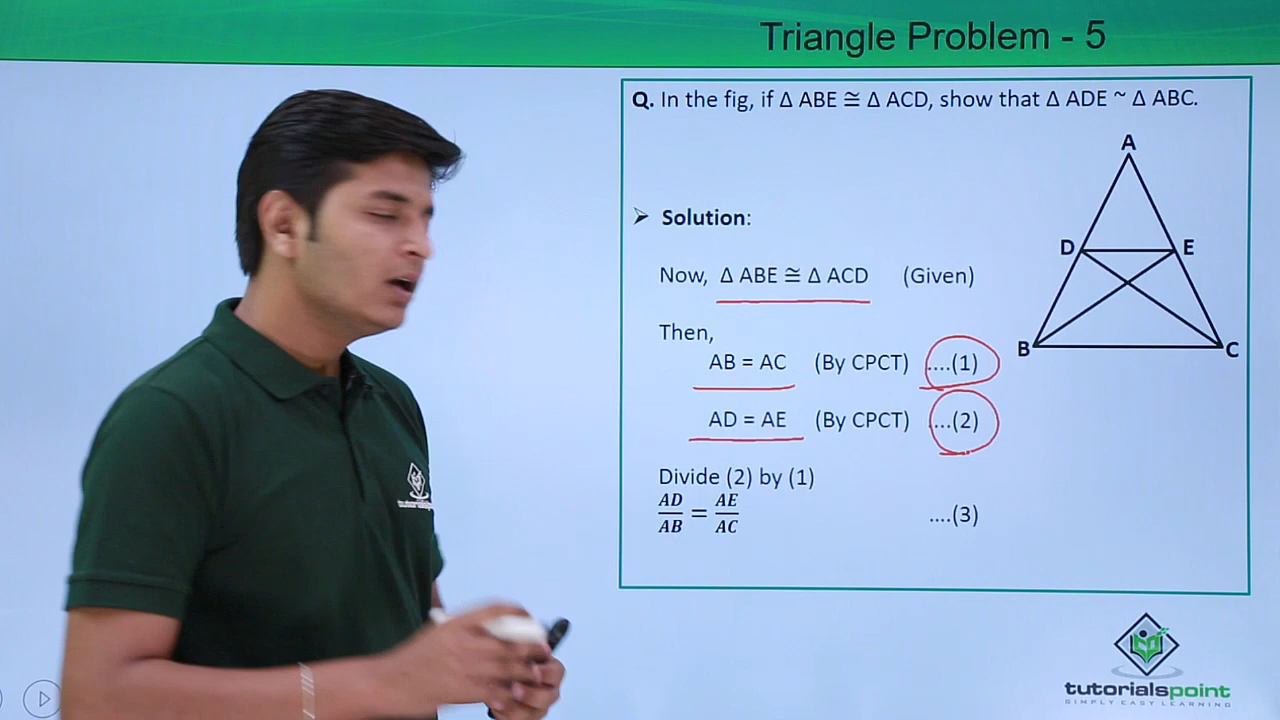 Triangle Problem - 5
Q. In the fig, if Δ ABE ≅ Δ ACD, show that Δ ADE ~ Δ ABC.
A
D E
B C
➢ Solution:
Now, Δ ABE ≅ Δ ACD (Given)
Then,
AB = AC (By CPCT) ....(1)
AD = AE (By CPCT) ...(2)
Divide (2) by (1)
AD/AB = AE/AC ....(3)
tutorialspoint
SIMPLY EASY LEARNING